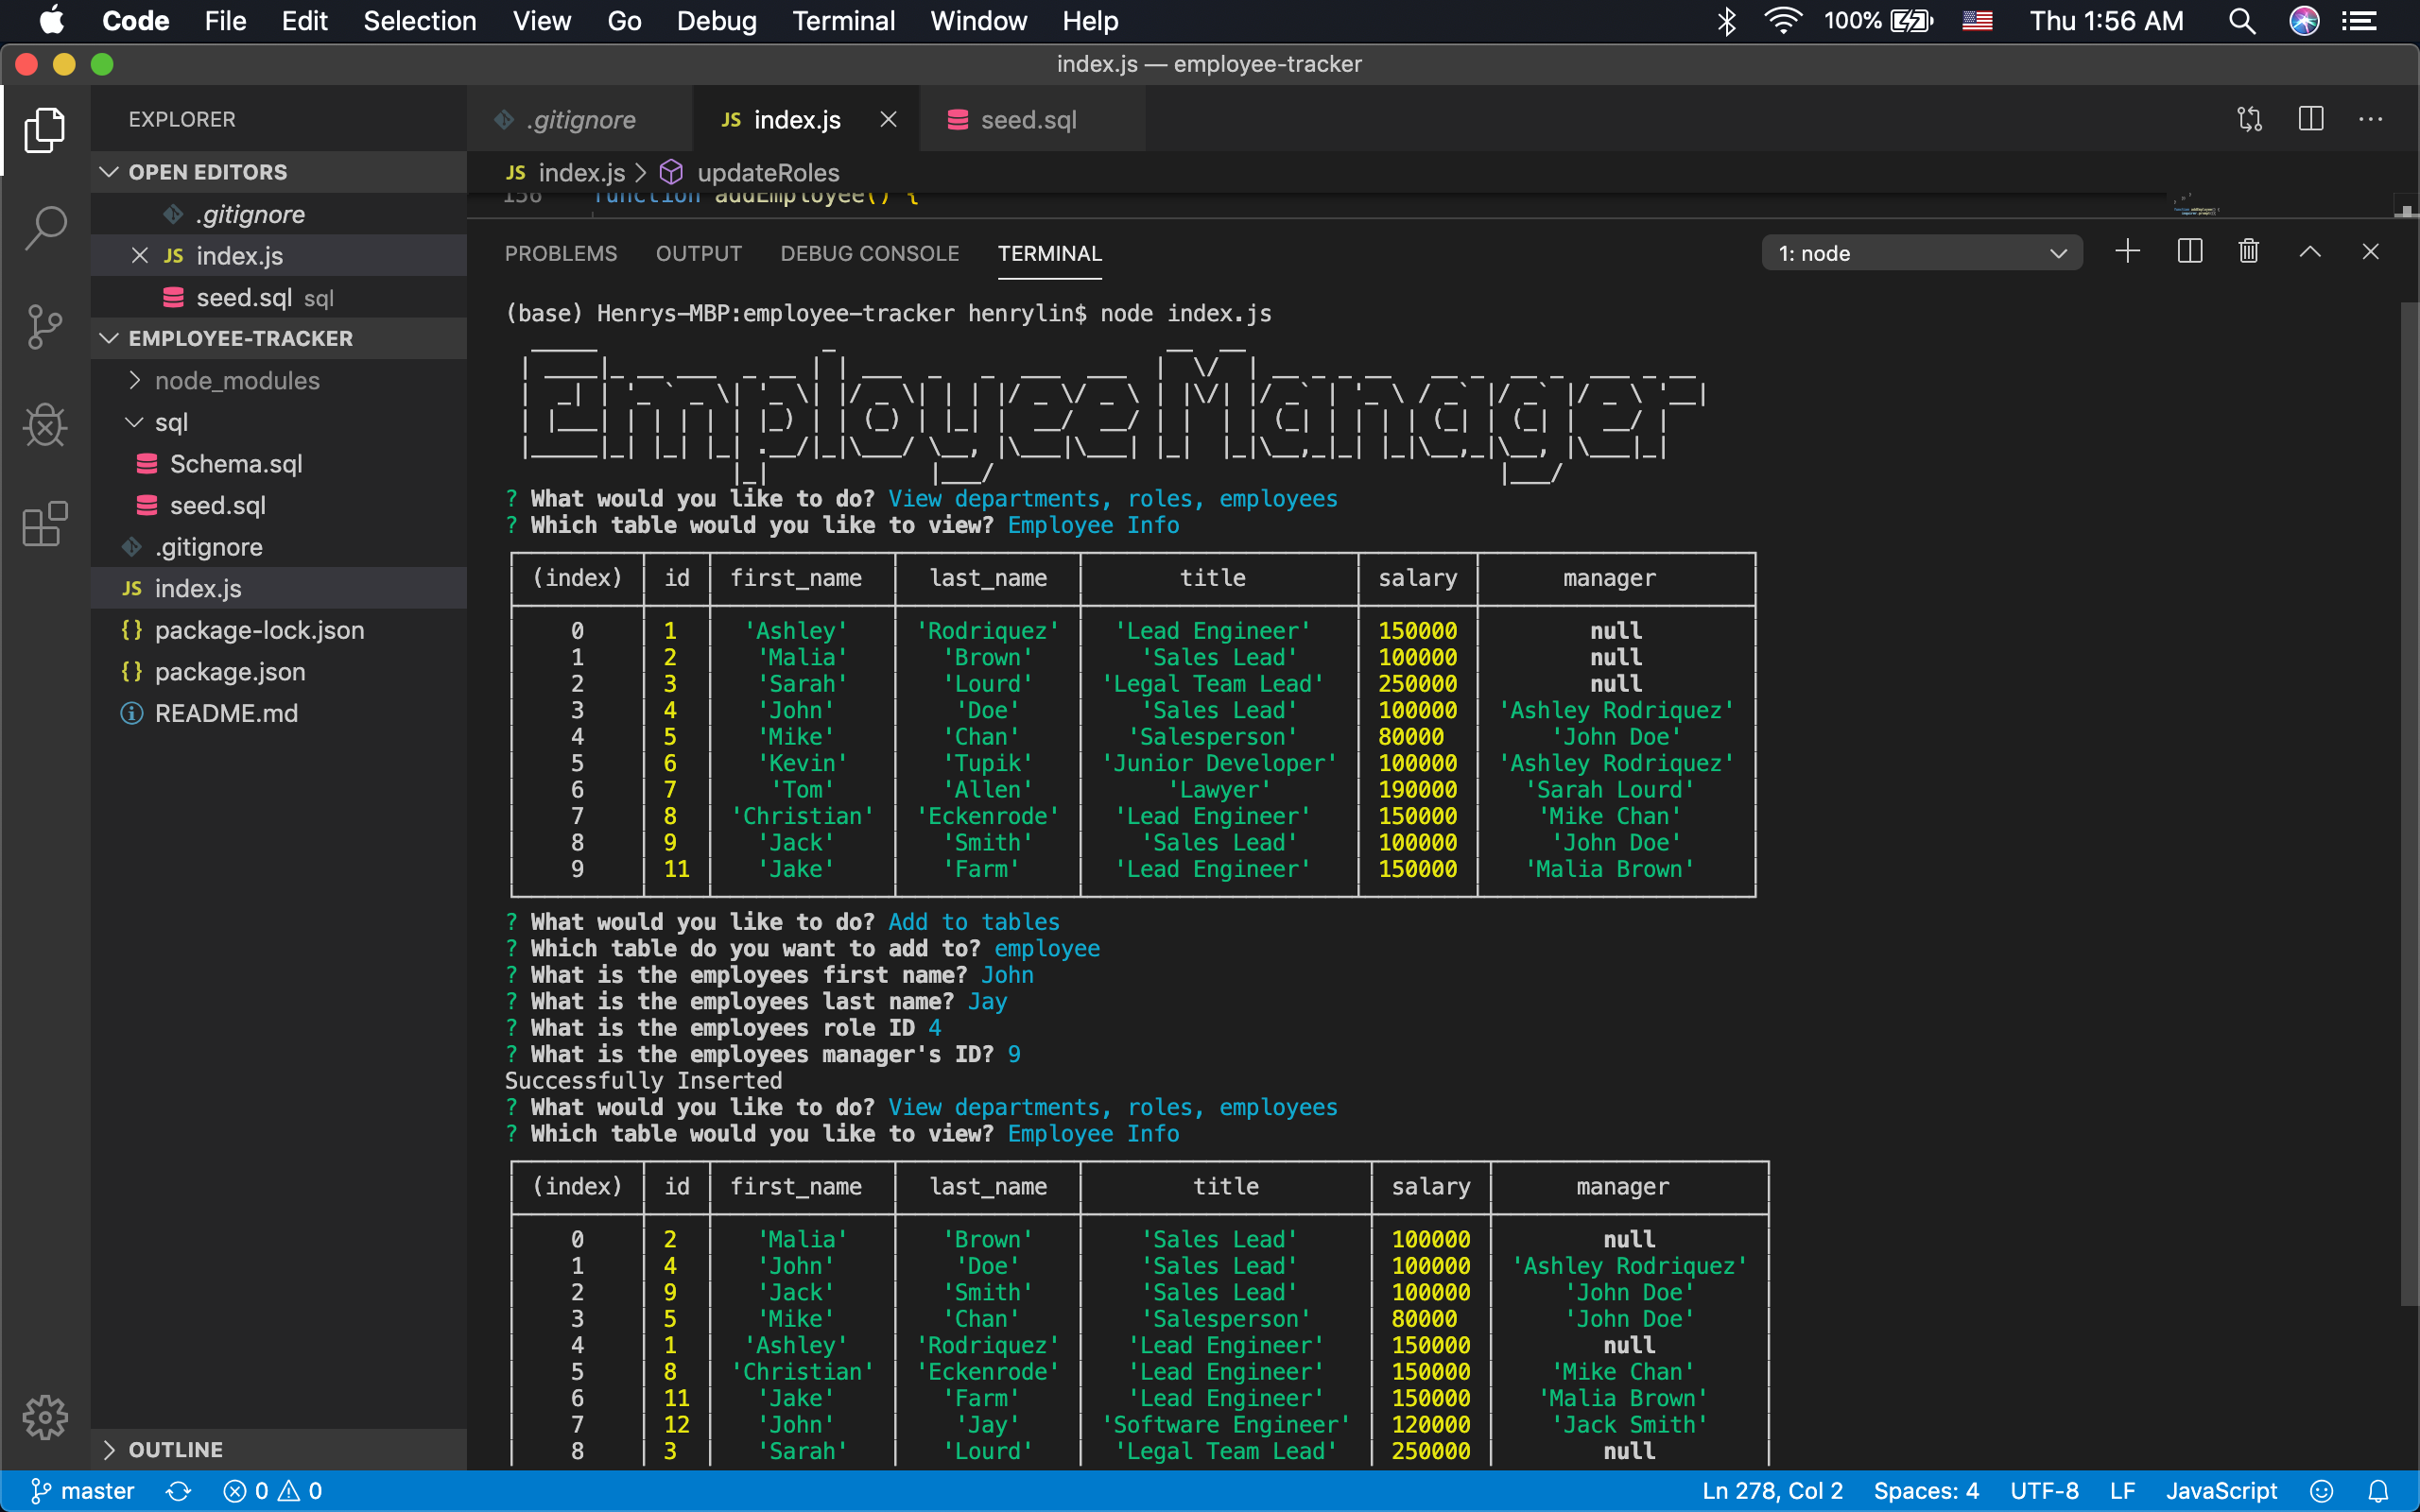 Code File Edit Selection View Go Debug Terminal Window Help 100% Thu 1:56 AM
index.js — employee-tracker
EXPLORER
OPEN EDITORS
.gitignore
JS index.js
seed.sql sql
EMPLOYEE-TRACKER
node_modules
sql
Schema.sql
seed.sql
.gitignore
JS index.js
{} package-lock.json
{} package.json
README.md
OUTLINE
.gitignore JS index.js seed.sql
JS index.js > updateRoles
156 function addEmployee() {
PROBLEMS OUTPUT DEBUG CONSOLE TERMINAL 1: node
(base) Henrys-MBP:employee-tracker henrylin$ node index.js
Employee Manager
? What would you like to do? View departments, roles, employees
? Which table would you like to view? Employee Info
(index) id first_name last_name title salary manager
0 1 'Ashley' 'Rodriquez' 'Lead Engineer' 150000 null
1 2 'Malia' 'Brown' 'Sales Lead' 100000 null
2 3 'Sarah' 'Lourd' 'Legal Team Lead' 250000 null
3 4 'John' 'Doe' 'Sales Lead' 100000 'Ashley Rodriquez'
4 5 'Mike' 'Chan' 'Salesperson' 80000 'John Doe'
5 6 'Kevin' 'Tupik' 'Junior Developer' 100000 'Ashley Rodriquez'
6 7 'Tom' 'Allen' 'Lawyer' 190000 'Sarah Lourd'
7 8 'Christian' 'Eckenrode' 'Lead Engineer' 150000 'Mike Chan'
8 9 'Jack' 'Smith' 'Sales Lead' 100000 'John Doe'
9 11 'Jake' 'Farm' 'Lead Engineer' 150000 'Malia Brown'
? What would you like to do? Add to tables
? Which table do you want to add to? employee
? What is the employees first name? John
? What is the employees last name? Jay
? What is the employees role ID 4
? What is the employees manager's ID? 9
Successfully Inserted
? What would you like to do? View departments, roles, employees
? Which table would you like to view? Employee Info
(index) id first_name last_name title salary manager
0 2 'Malia' 'Brown' 'Sales Lead' 100000 null
1 4 'John' 'Doe' 'Sales Lead' 100000 'Ashley Rodriquez'
2 9 'Jack' 'Smith' 'Sales Lead' 100000 'John Doe'
3 5 'Mike' 'Chan' 'Salesperson' 80000 'John Doe'
4 1 'Ashley' 'Rodriquez' 'Lead Engineer' 150000 null
5 8 'Christian' 'Eckenrode' 'Lead Engineer' 150000 'Mike Chan'
6 11 'Jake' 'Farm' 'Lead Engineer' 150000 'Malia Brown'
7 12 'John' 'Jay' 'Software Engineer' 120000 'Jack Smith'
8 3 'Sarah' 'Lourd' 'Legal Team Lead' 250000 null
master 0 0 Ln 278, Col 2 Spaces: 4 UTF-8 LF JavaScript